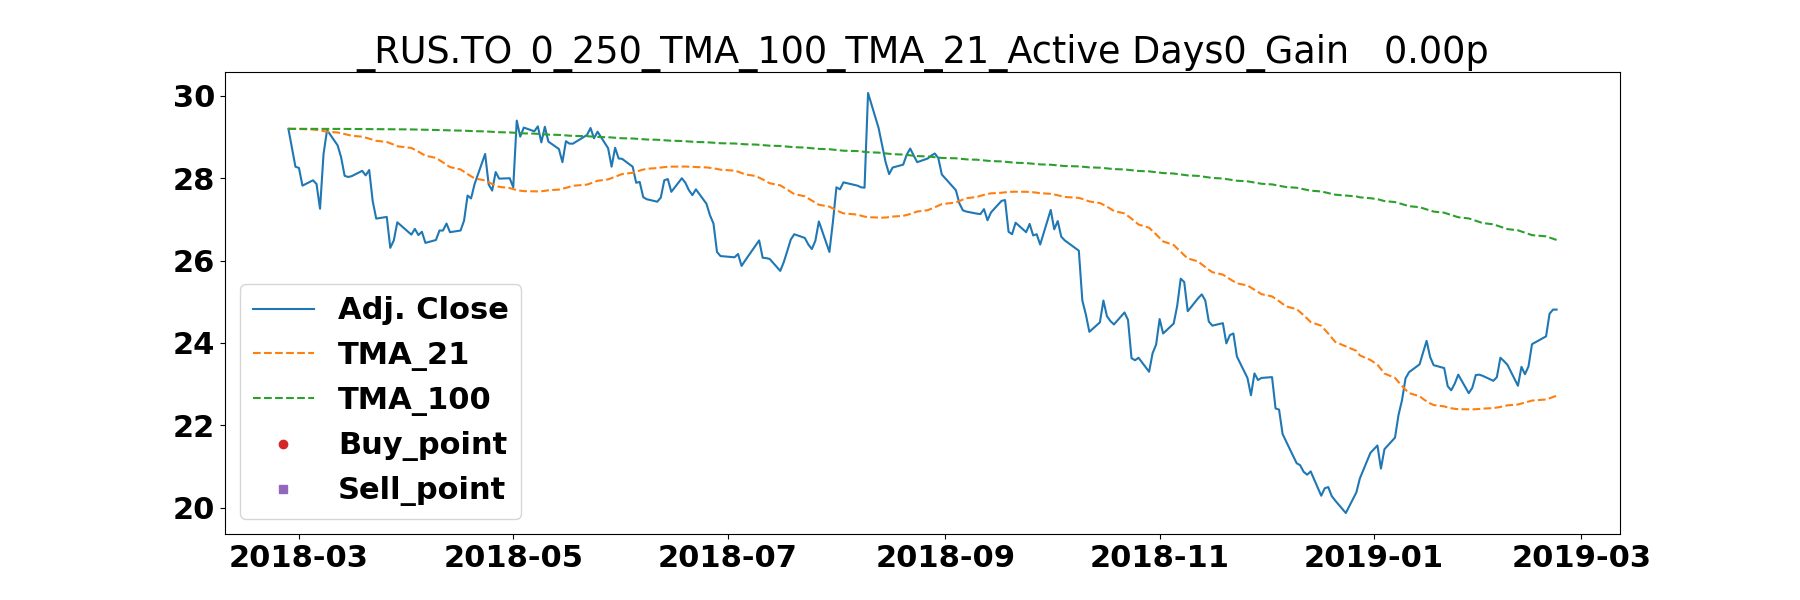 _RUS.TO_0_250_TMA_100_TMA_21_Active Days0_Gain   0.00p
30
28
26
24
22
20
Adj. Close
TMA_21
TMA_100
Buy_point
Sell_point
2018-03 2018-05 2018-07 2018-09 2018-11 2019-01 2019-03